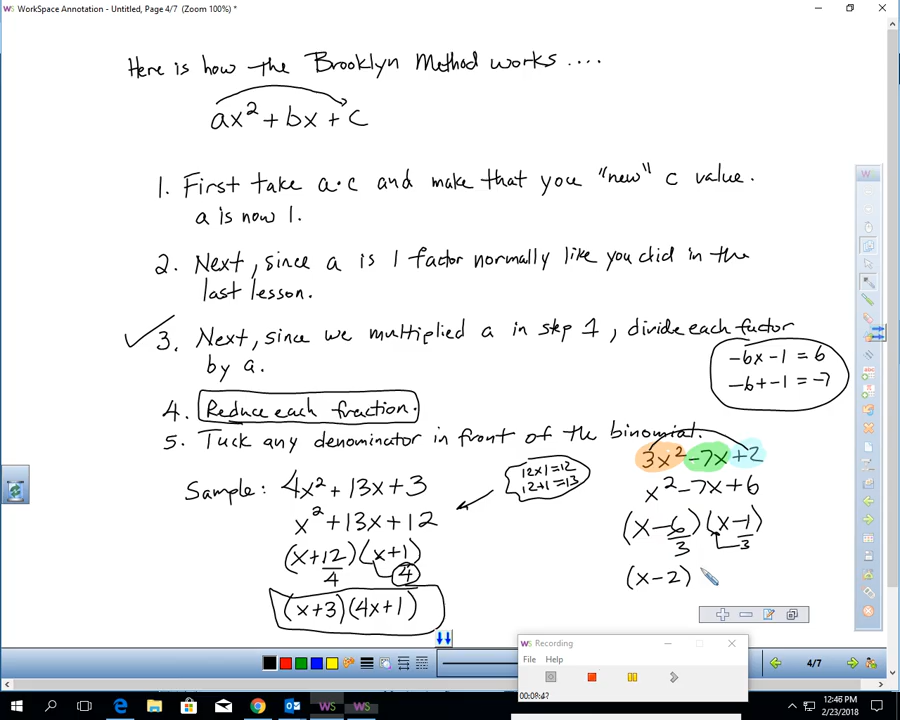 WorkSpace Annotation - Untitled, Page 4/7 (Zoom 100%) *
Here is how the Brooklyn Method works ....
ax² + bx + c
1. First take a·c and make that you "new" c value.
a is now 1.
2. Next, since a is 1 factor normally like you did in the
last lesson.
3. Next, since we multiplied a in step 1, divide each factor
by a.
-6x-1 = 6
-6+-1 = -7
4. Reduce each fraction.
5. Tuck any denominator in front of the binomial.
Sample: 4x² + 13x + 3
x² + 13x + 12
(x+12/4)(x+1/4)
(x+3)(4x+1)
12x1=12
12+1=13
3x² -7x +2
x² -7x +6
(x-6/3)(x-1/3)
(x-2)
WS Recording
File Help
00:08:47
4/7
12:46 PM
2/23/2018